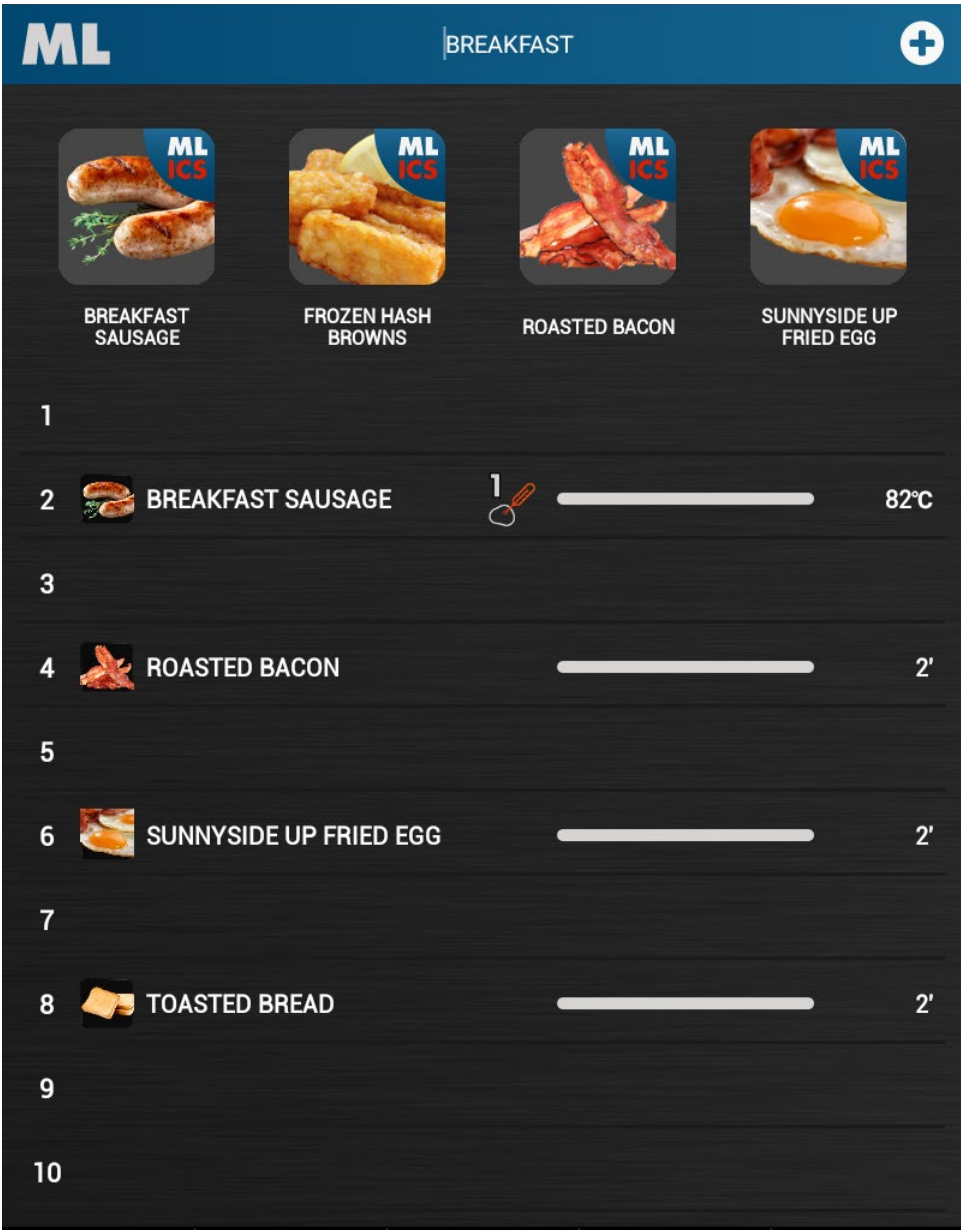 ML
BREAKFAST
ML
ICS
ML
ICS
ML
ICS
ML
ICS
BREAKFAST
SAUSAGE
FROZEN HASH
BROWNS
ROASTED BACON
SUNNYSIDE UP
FRIED EGG
1
2 BREAKFAST SAUSAGE 1 82°C
3
4 ROASTED BACON 2'
5
6 SUNNYSIDE UP FRIED EGG 2'
7
8 TOASTED BREAD 2'
9
10